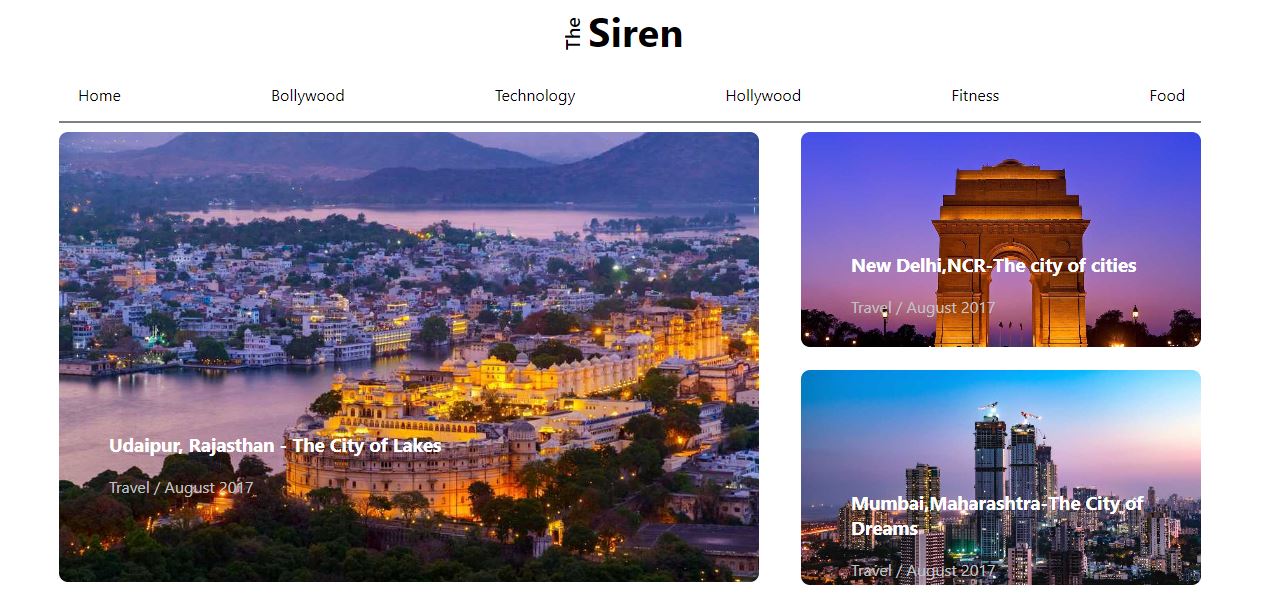 The Siren
Home Bollywood Technology Hollywood Fitness Food
Udaipur, Rajasthan - The City of Lakes
Travel / August 2017
New Delhi,NCR-The city of cities
Travel / August 2017
Mumbai,Maharashtra-The City of
Dreams
Travel / August 2017